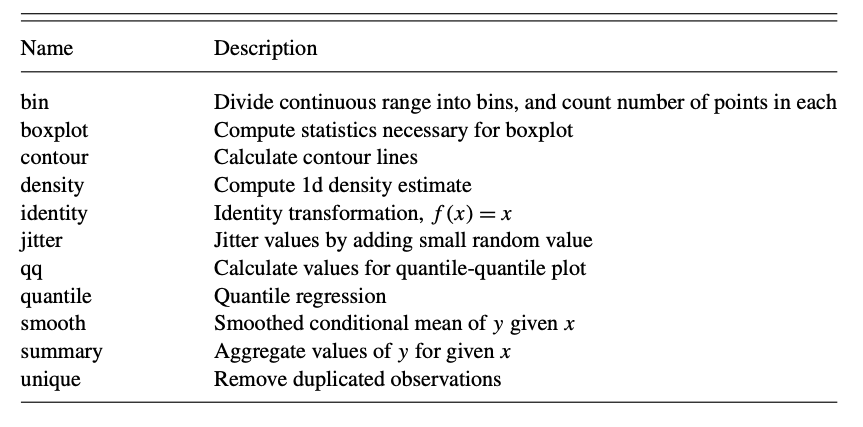 Name Description
bin Divide continuous range into bins, and count number of points in each
boxplot Compute statistics necessary for boxplot
contour Calculate contour lines
density Compute 1d density estimate
identity Identity transformation, f(x) = x
jitter Jitter values by adding small random value
qq Calculate values for quantile-quantile plot
quantile Quantile regression
smooth Smoothed conditional mean of y given x
summary Aggregate values of y for given x
unique Remove duplicated observations